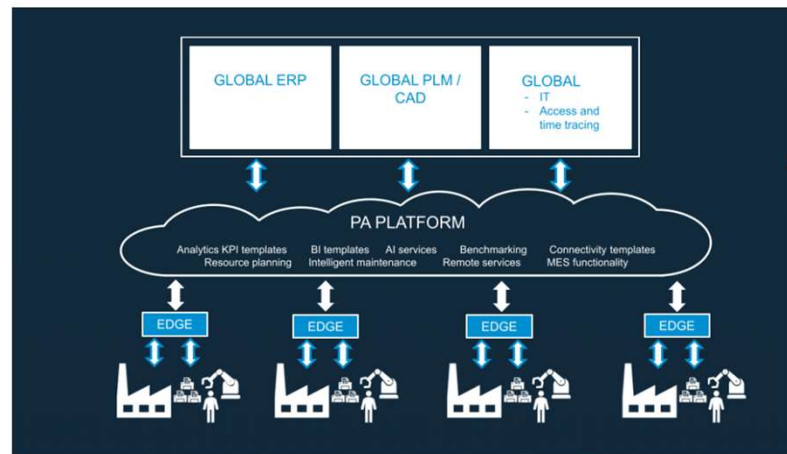 GLOBAL ERP
GLOBAL PLM /
CAD
GLOBAL
- IT
- Access and
time tracing
PA PLATFORM
Analytics KPI templates BI templates AI services Benchmarking Connectivity templates
Resource planning Intelligent maintenance Remote services MES functionality
EDGE EDGE EDGE EDGE